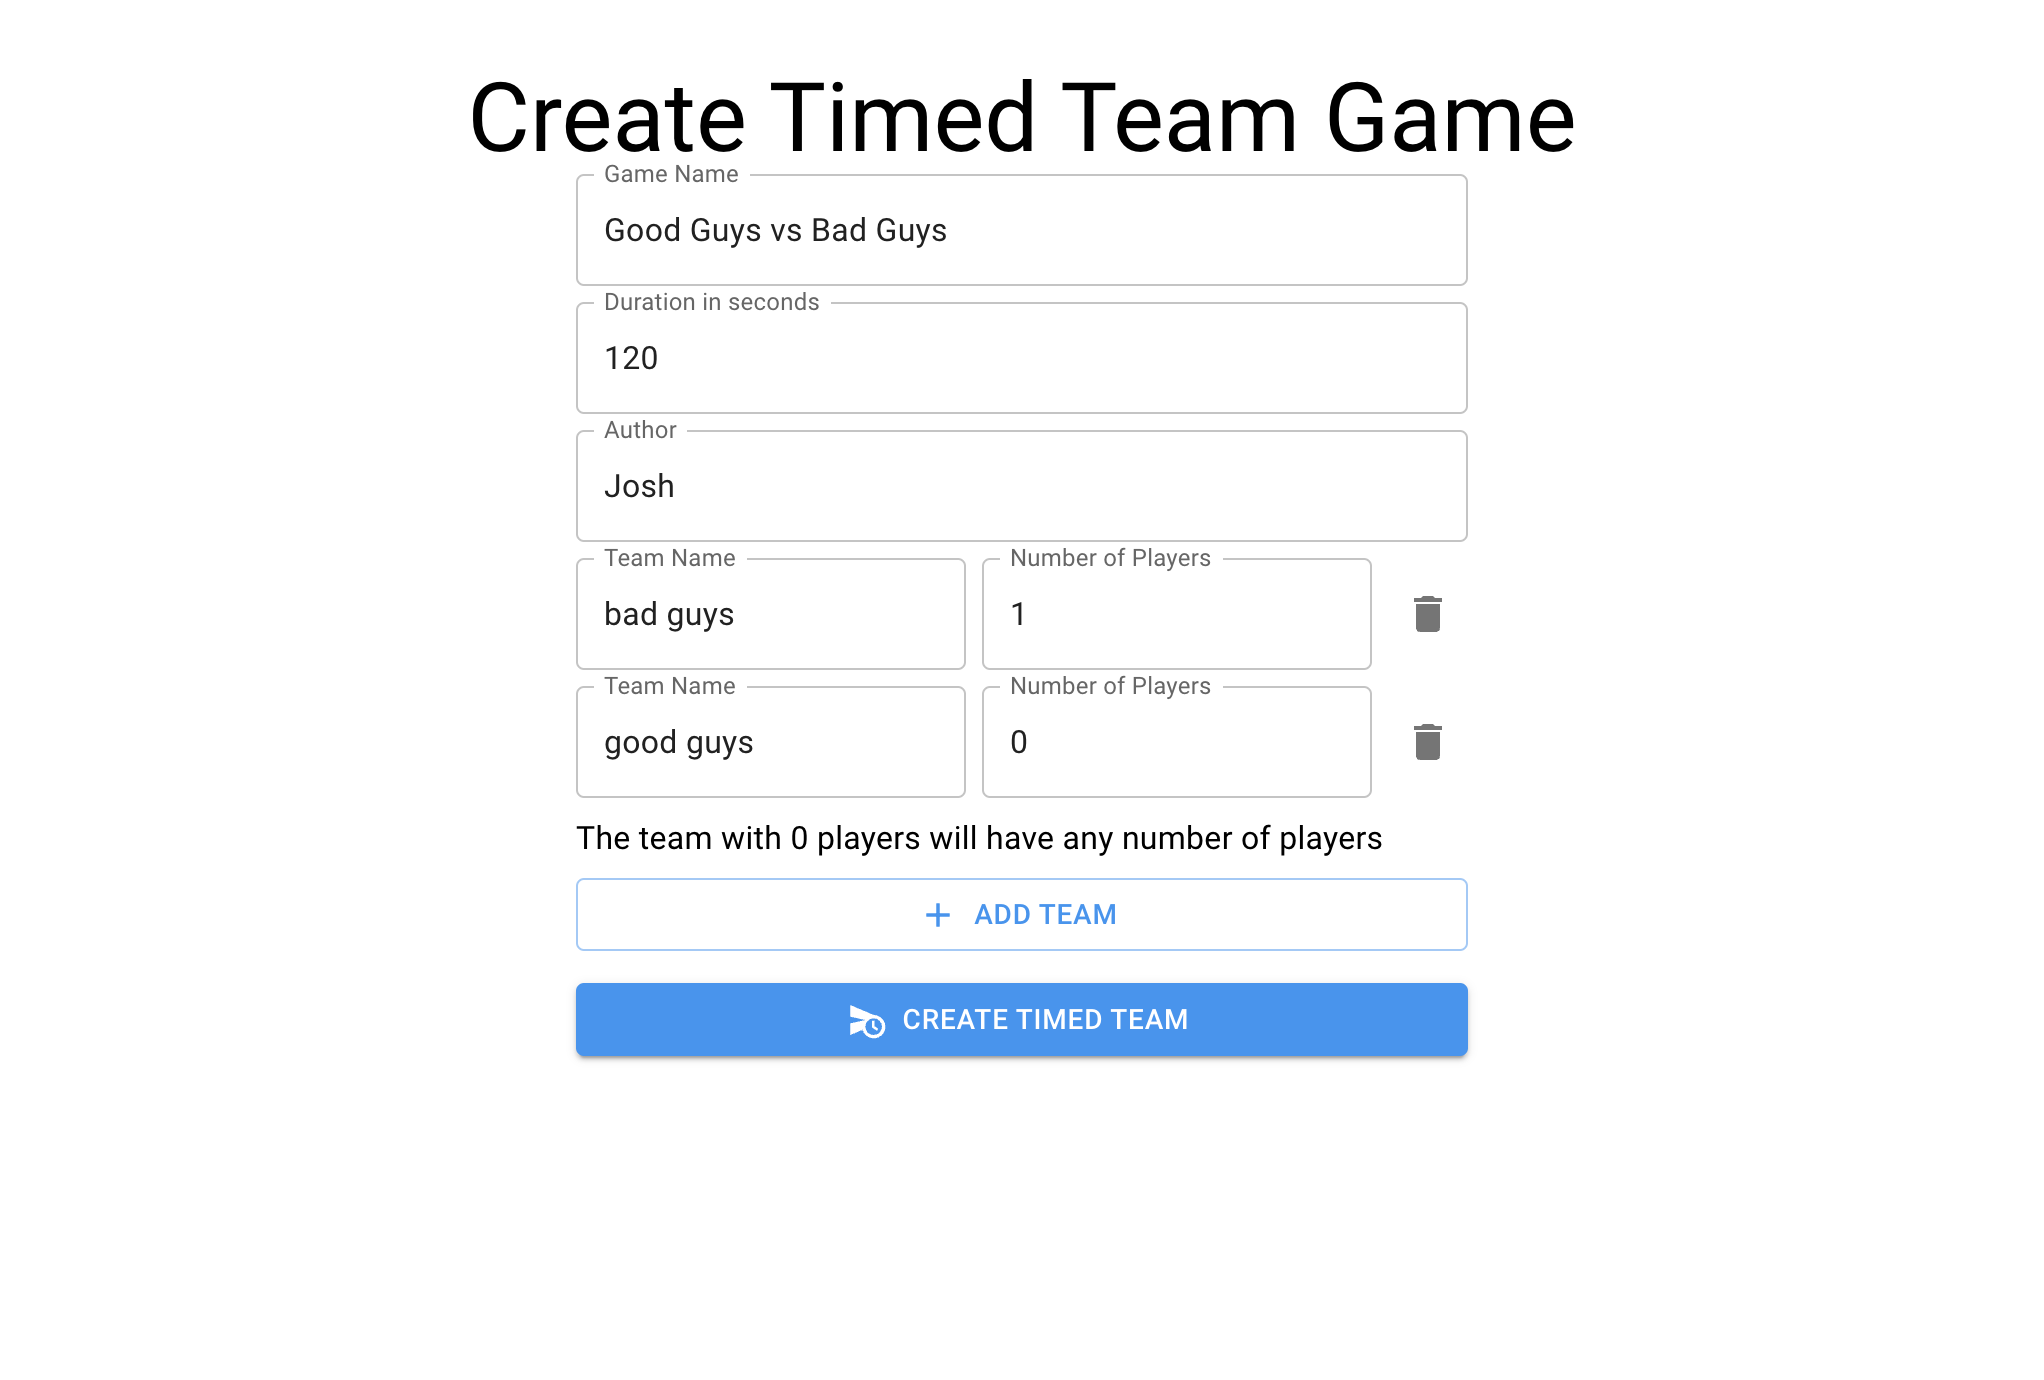 Create Timed Team Game
Game Name
Good Guys vs Bad Guys
Duration in seconds
120
Author
Josh
Team Name
Number of Players
bad guys
1
Team Name
Number of Players
good guys
0
The team with 0 players will have any number of players
ADD TEAM
CREATE TIMED TEAM